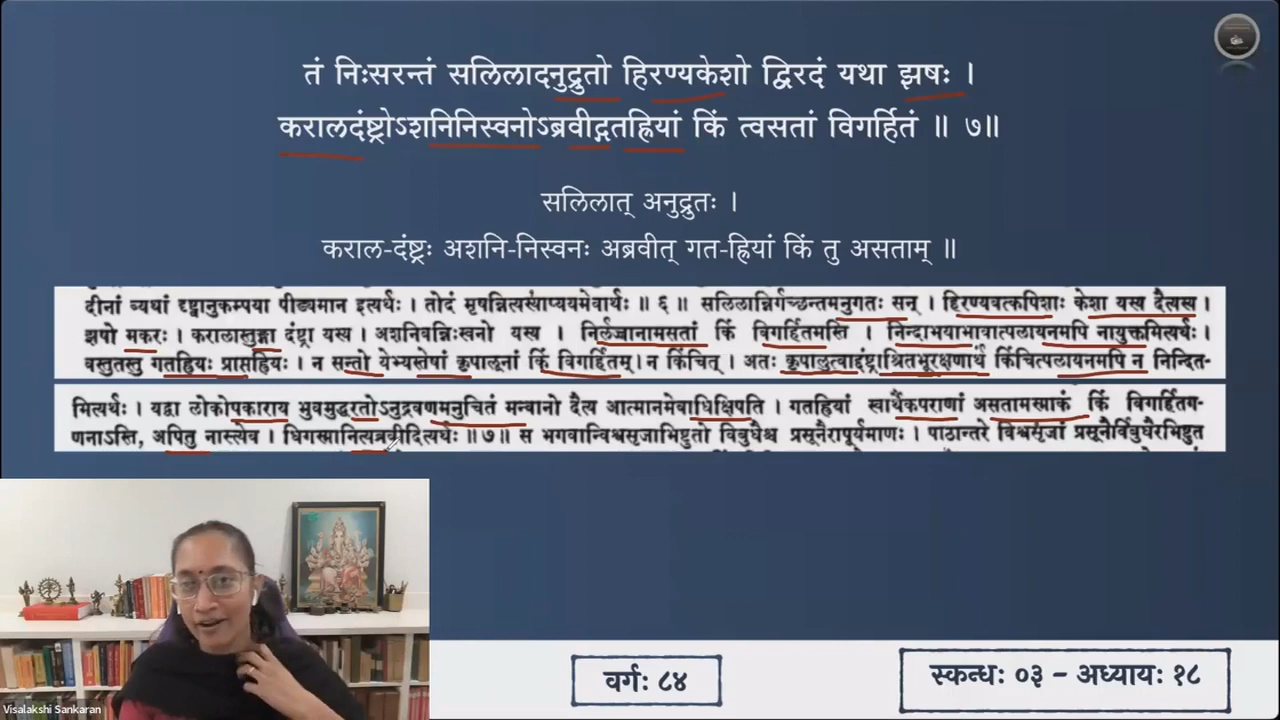 तं निःसरन्तं सलिलादनुद्रुतो हिरण्यकेशो द्विरदं यथा झषः ।
करालदंष्ट्रोऽशनिनिस्वनोऽब्रवीद्गतह्रियां किं त्वसतां विगर्हितं ॥ ७॥
सलिलात् अनुद्रुतः ।
कराल-दंष्ट्रः अशनि-निस्वनः अब्रवीत् गत-ह्रियां किं तु असताम् ॥
दीनां व्यथां दृष्ट्वानुकम्पया पीड्यमान इत्यर्थः । तोदं मृषन्नित्यस्याप्ययमेवार्थः ॥ ६ ॥ सलिलान्निर्गच्छन्तमनुगतः सन् । हिरण्यवत्कपिशाः केशा यस्य दैत्यस्य ।
झषो मकरः । करालास्तुङ्गा दंष्ट्रा यस्य । अशनिवन्निःस्वनो यस्य । निर्लज्जानामसतां किं विगर्हितमस्ति । निन्दाभयाभावात्पलायनमपि नायुक्तमित्यर्थः ।
वस्तुतस्तु गतह्रियः प्राप्तह्रियः । न सन्तो येभ्यस्तेषां कृपालूनां किं विगर्हितम् । न किंचित् । अतः कृपालुत्वाद्दंष्ट्राश्रितभूरक्षणार्थं किंचित्पलायनमपि न निन्दित-
मित्यर्थः । यद्वा लोकोपकाराय भुवमुद्धरतोऽनुद्रवणमनुचितं मन्वानो दैत्य आत्मानमेवाधिक्षिपति । गतह्रियां स्वार्थैकपराणां असतामस्माकं किं विगर्हितग-
णनाऽस्ति, अपितु नास्त्येव । धिगस्मानित्यब्रवीदित्यर्थः ॥ ७ ॥ स भगवान्विश्वसृजाभिष्टुतो विबुधैश्च प्रसूनैरापूर्यमाणः । पाठान्तरे विश्वसृजां प्रसूनैर्विबुधैरभिष्टुत
Visalakshi Sankaran
वर्गः ८४
स्कन्धः ०३ – अध्यायः १८